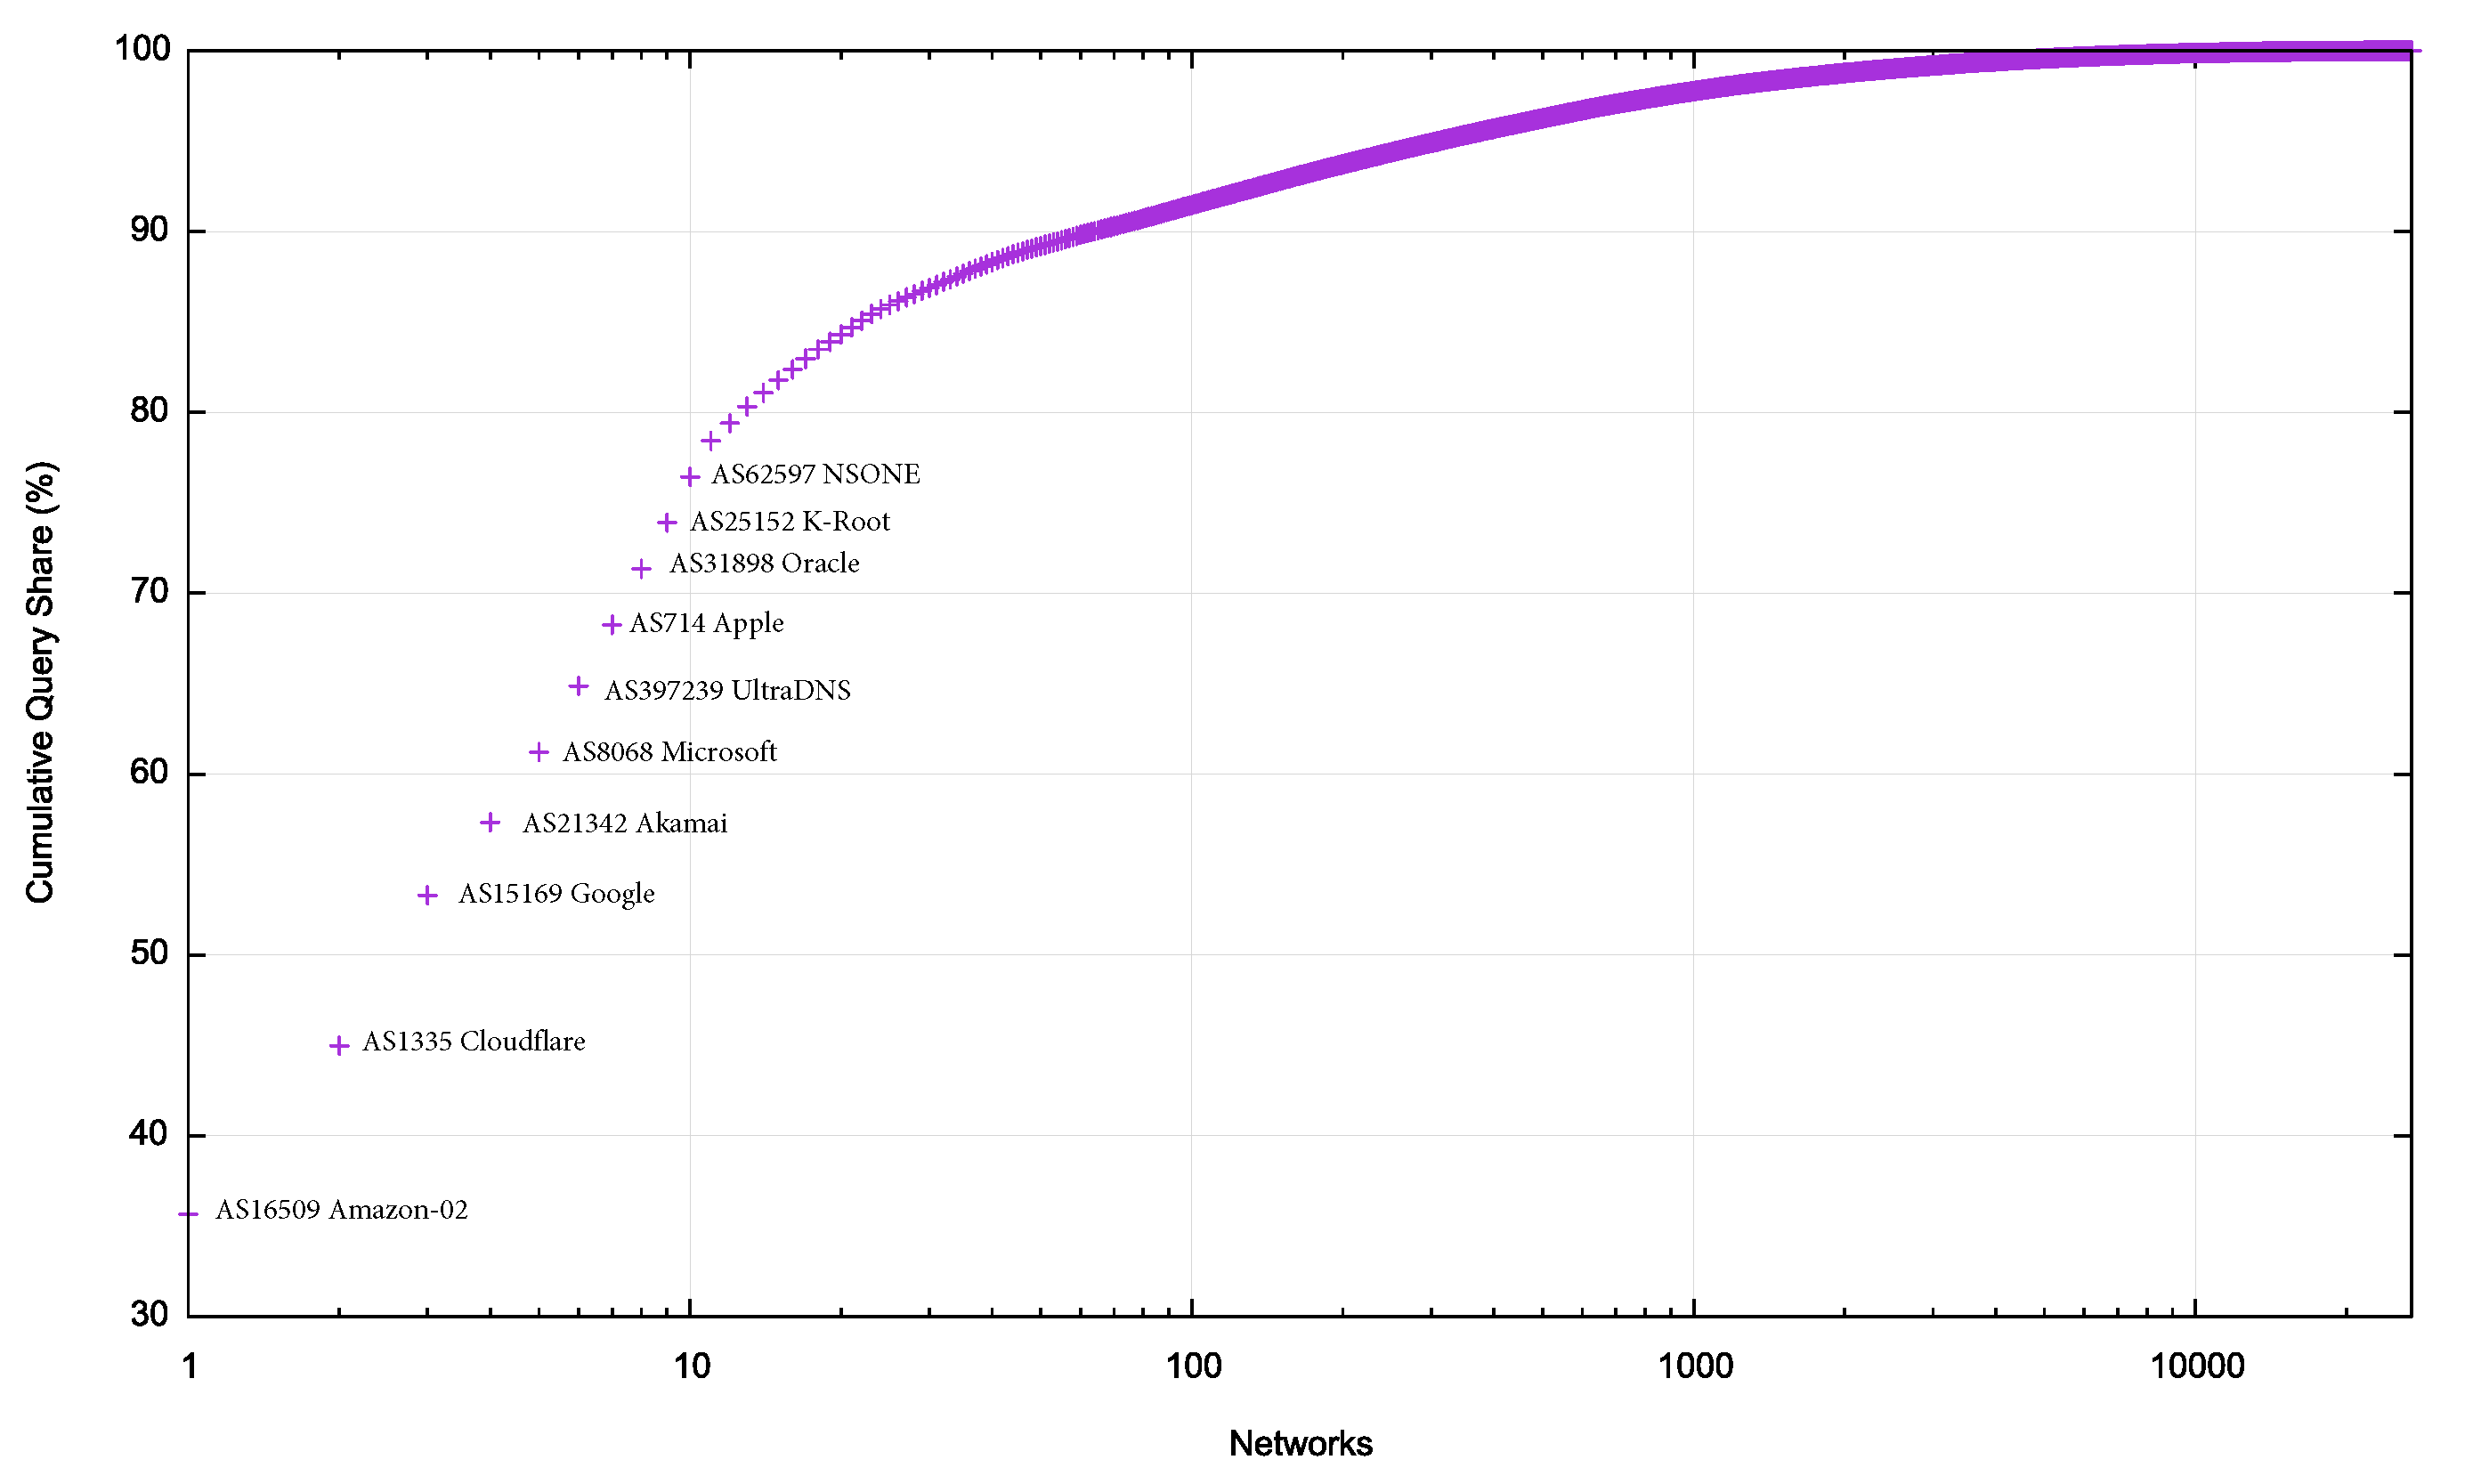 100
90
80
70
60
50
40
30
Cumulative Query Share (%)
AS62597 NSONE
AS25152 K-Root
AS31898 Oracle
AS714 Apple
AS397239 UltraDNS
AS8068 Microsoft
AS21342 Akamai
AS15169 Google
AS1335 Cloudflare
AS16509 Amazon-02
1
10
100
1000
10000
Networks